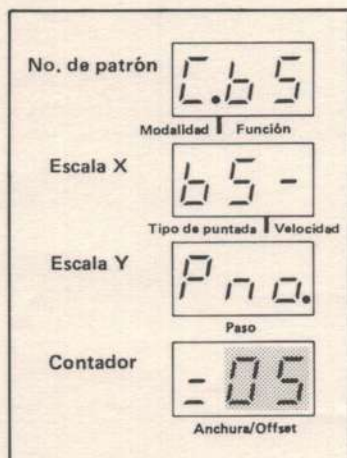 No. de patrón
C.b5
Modalidad Función
Escala X
b5-
Tipo de puntada Velocidad
Escala Y
Pno.
Paso
Contador
=05
Anchura/Offset